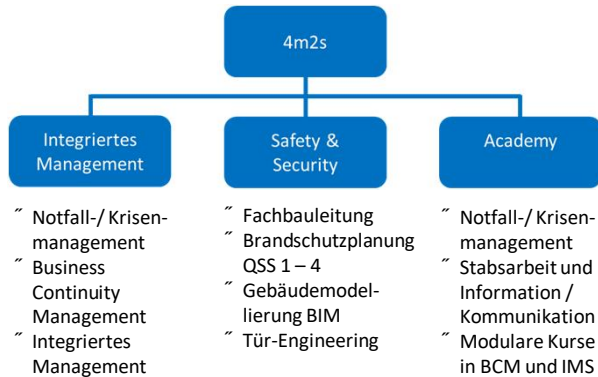 4m2s
Integriertes
Management
˝ Notfall-/ Krisen-
management
˝ Business
Continuity
Management
˝ Integriertes
Management
Safety &
Security
˝ Fachbauleitung
˝ Brandschutzplanung
QSS 1 – 4
˝ Gebäudemodel-
lierung BIM
˝ Tür-Engineering
Academy
˝ Notfall-/ Krisen-
management
˝ Stabsarbeit und
Information /
Kommunikation
˝ Modulare Kurse
in BCM und IMS